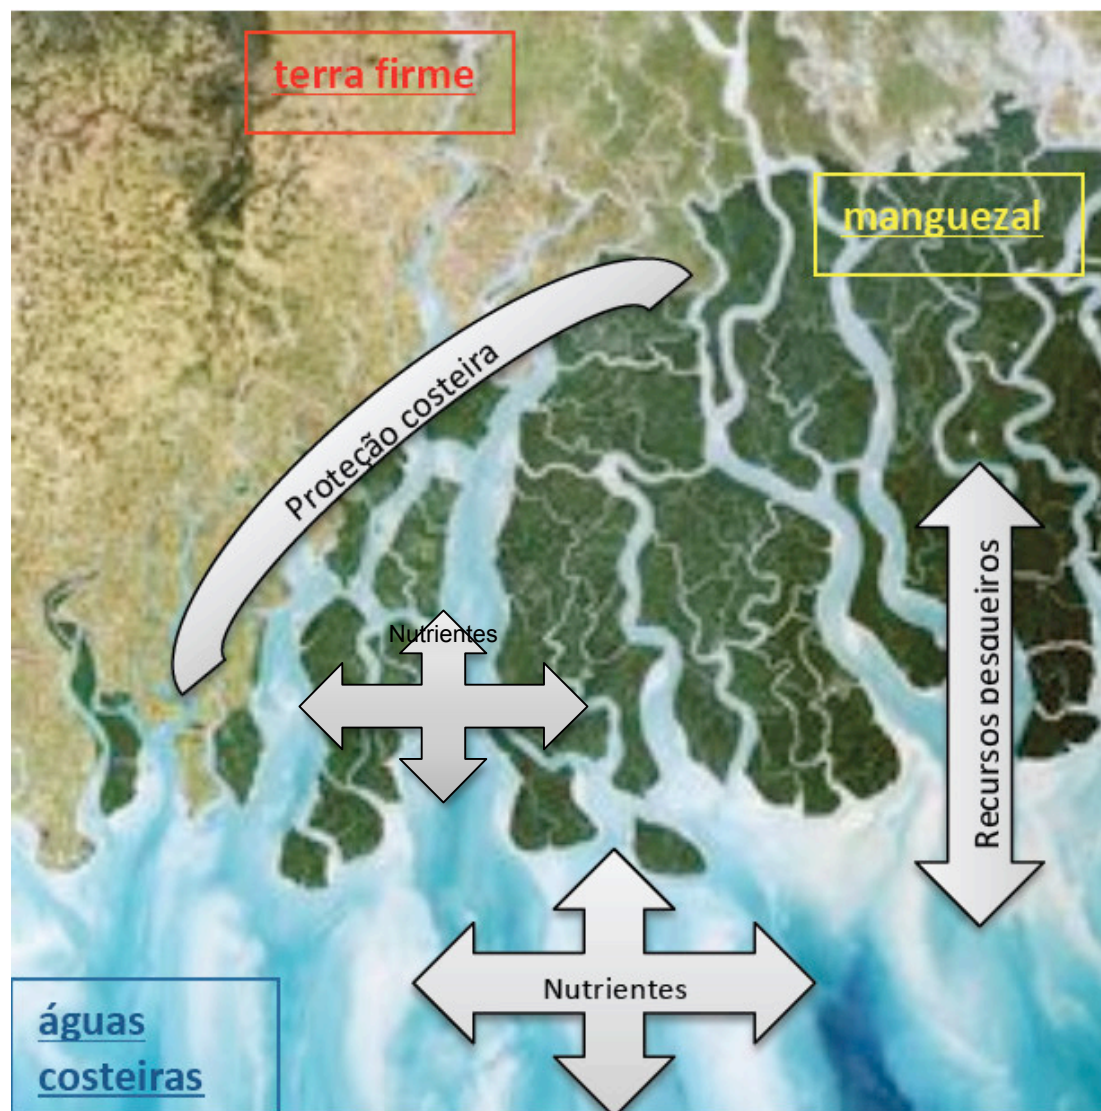 terra firme
manguezal
Proteção costeira
Nutrientes
Recursos pesqueiros
Nutrientes
águas
costeiras